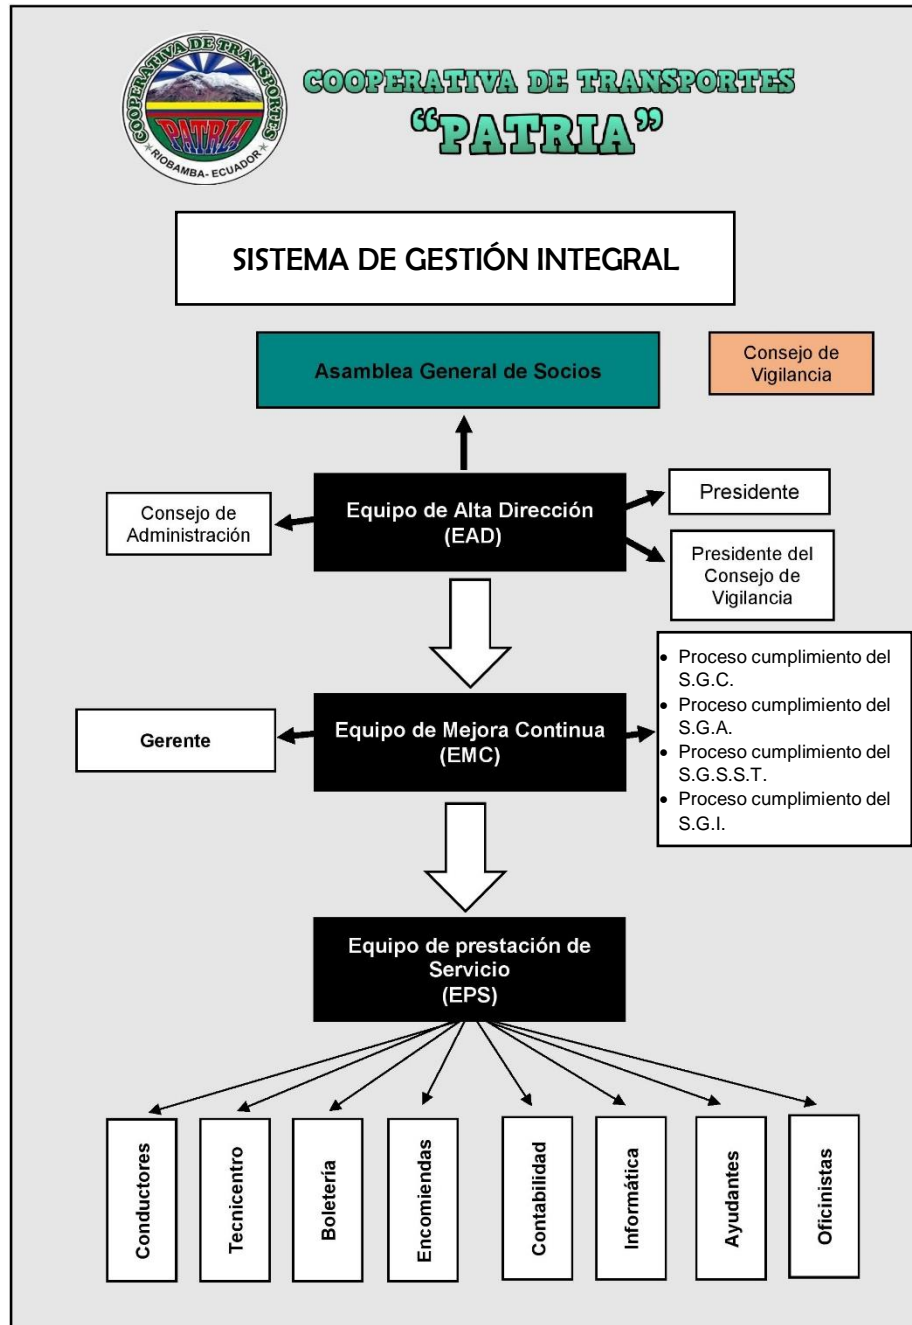 COOPERATIVA DE TRANSPORTES
PATRIA
RIOBAMBA- ECUADOR
COOPERATIVA DE TRANSPORTES
“PATRIA”
SISTEMA DE GESTIÓN INTEGRAL
Asamblea General de Socios
Consejo de
Vigilancia
Equipo de Alta Dirección
(EAD)
Consejo de
Administración
Presidente
Presidente del
Consejo de
Vigilancia
Equipo de Mejora Continua
(EMC)
Gerente
• Proceso cumplimiento del
S.G.C.
• Proceso cumplimiento del
S.G.A.
• Proceso cumplimiento del
S.G.S.S.T.
• Proceso cumplimiento del
S.G.I.
Equipo de prestación de
Servicio
(EPS)
Conductores
Tecnicentro
Boletería
Encomiendas
Contabilidad
Informática
Ayudantes
Oficinistas